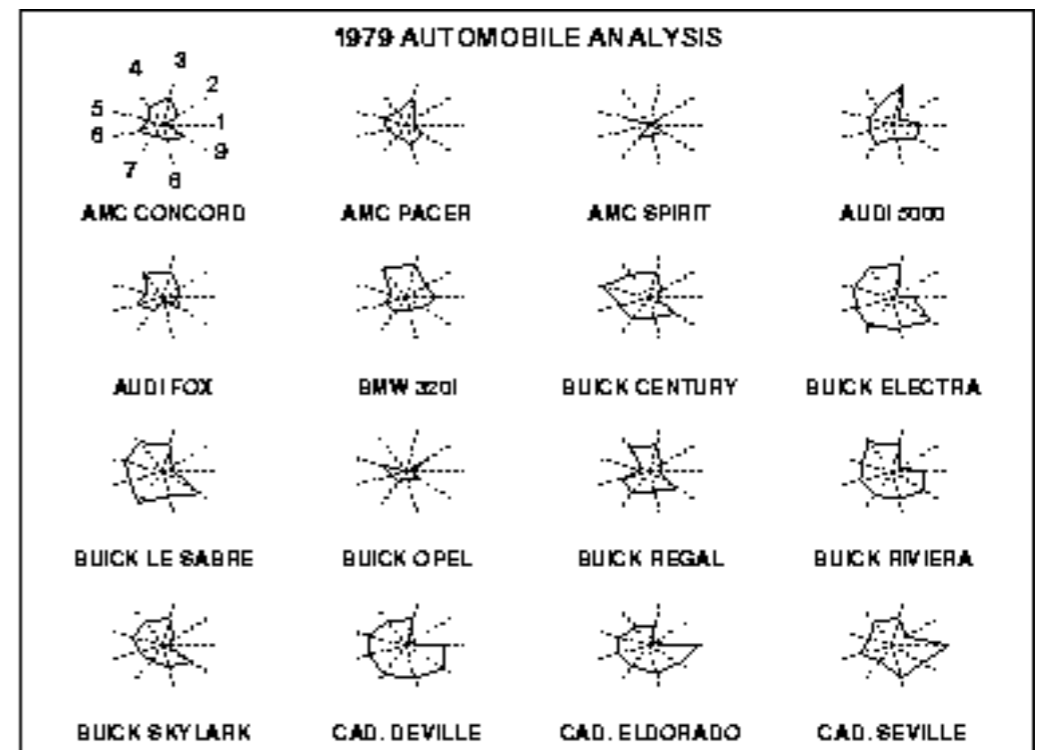 1979 AUTOMOBILE ANALYSIS
4 3 2
5 1
6 9
7 6
AMC CONCORD AMC PACER AMC SPIRIT AUDI 5000
AUDI FOX BMW 320I BUICK CENTURY BUICK ELECTRA
BUICK LE SABRE BUICK OPEL BUICK REGAL BUICK RIVIERA
BUICK SKYLARK CAD. DEVILLE CAD. ELDORADO CAD. SEVILLE